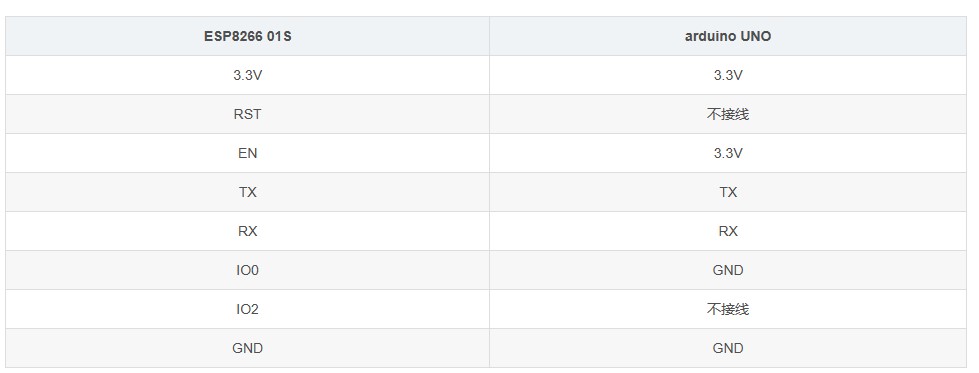 ESP8266 01S arduino UNO
3.3V 3.3V
RST 不接线
EN 3.3V
TX TX
RX RX
IO0 GND
IO2 不接线
GND GND